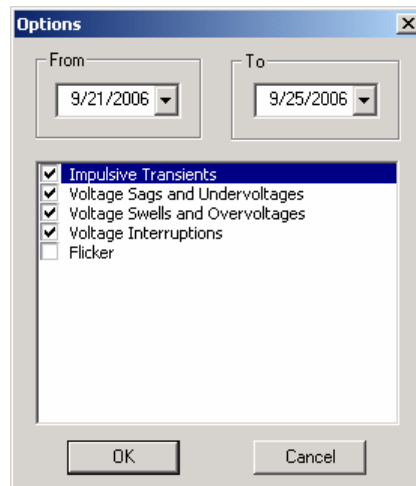 Options
From To
9/21/2006 9/25/2006
Impulsive Transients
Voltage Sags and Undervoltages
Voltage Swells and Overvoltages
Voltage Interruptions
Flicker
OK Cancel